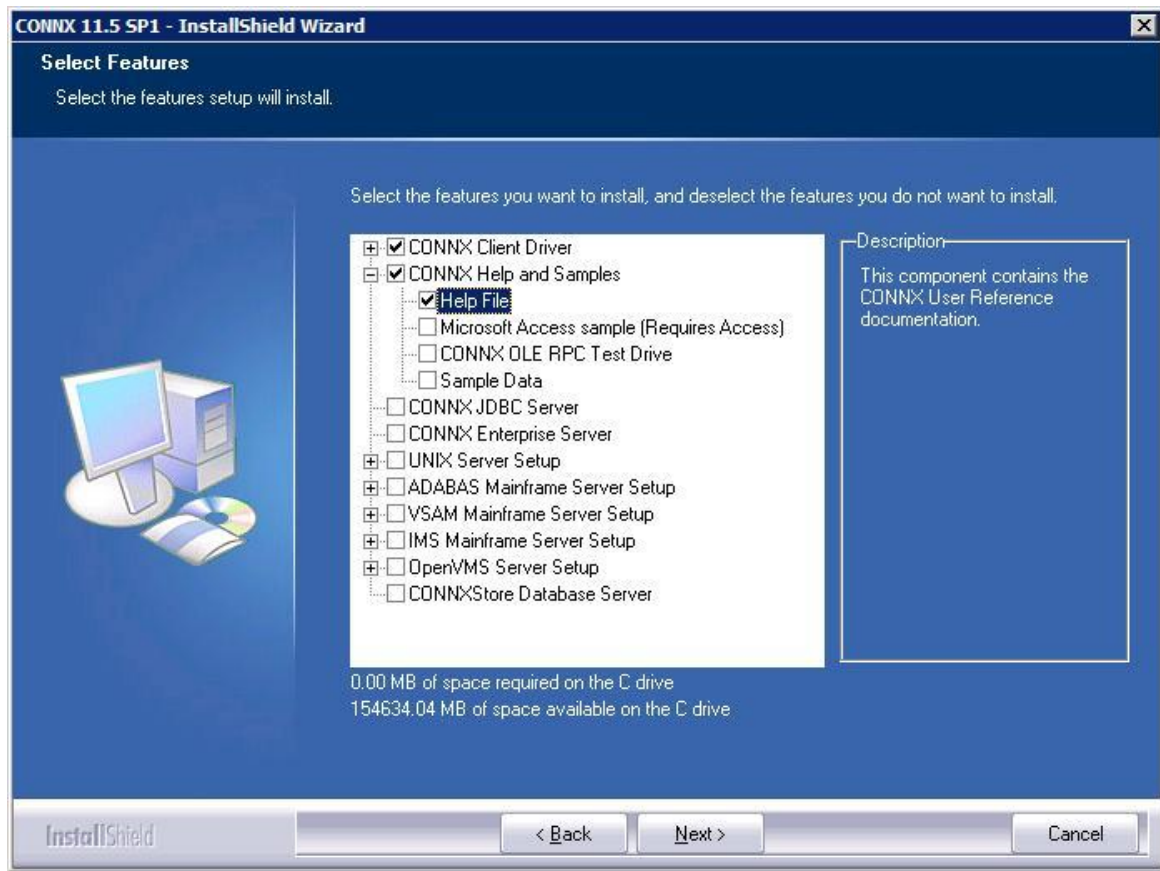 CONNX 11.5 SP1 - InstallShield Wizard
Select Features
Select the features setup will install.
Select the features you want to install, and deselect the features you do not want to install.
CONNX Client Driver
CONNX Help and Samples
Help File
Microsoft Access sample (Requires Access)
CONNX OLE RPC Test Drive
Sample Data
CONNX JDBC Server
CONNX Enterprise Server
UNIX Server Setup
ADABAS Mainframe Server Setup
VSAM Mainframe Server Setup
IMS Mainframe Server Setup
OpenVMS Server Setup
CONNXStore Database Server
Description
This component contains the
CONNX User Reference
documentation.
0.00 MB of space required on the C drive
154634.04 MB of space available on the C drive
InstallShield
< Back
Next >
Cancel